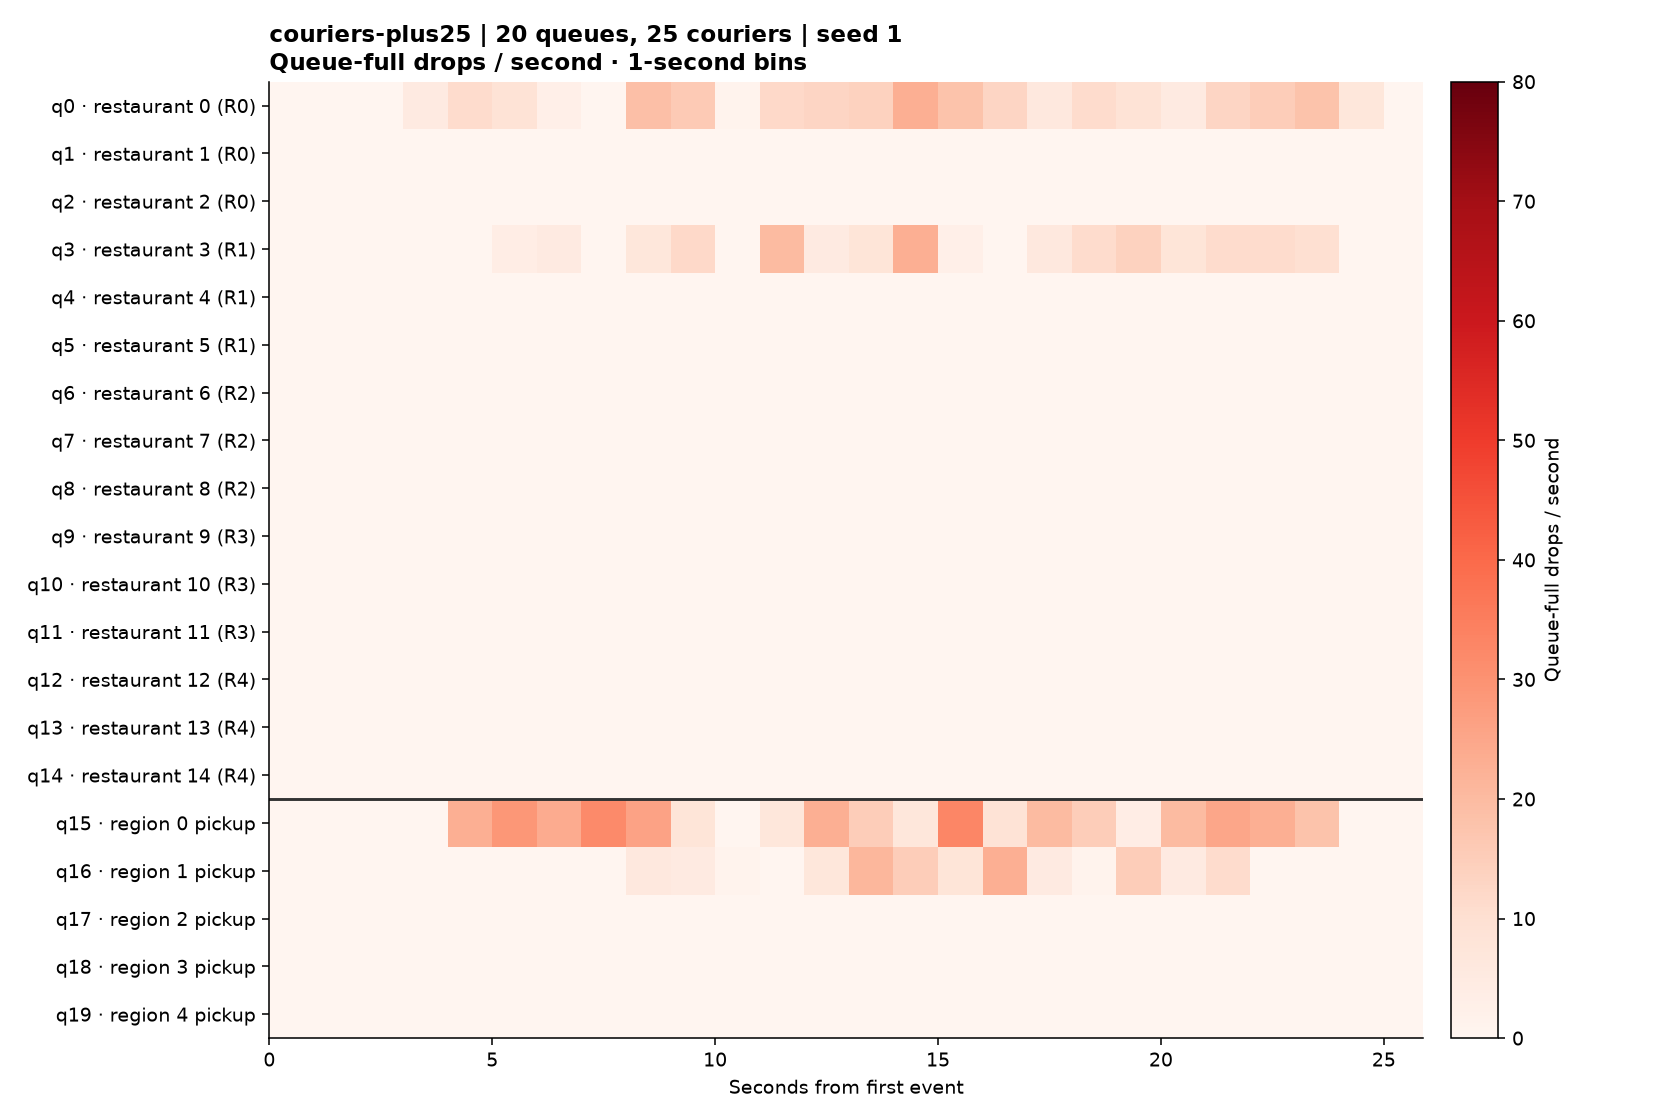 couriers-plus25 | 20 queues, 25 couriers | seed 1
Queue-full drops / second · 1-second bins
q0 · restaurant 0 (R0)
q1 · restaurant 1 (R0)
q2 · restaurant 2 (R0)
q3 · restaurant 3 (R1)
q4 · restaurant 4 (R1)
q5 · restaurant 5 (R1)
q6 · restaurant 6 (R2)
q7 · restaurant 7 (R2)
q8 · restaurant 8 (R2)
q9 · restaurant 9 (R3)
q10 · restaurant 10 (R3)
q11 · restaurant 11 (R3)
q12 · restaurant 12 (R4)
q13 · restaurant 13 (R4)
q14 · restaurant 14 (R4)
q15 · region 0 pickup
q16 · region 1 pickup
q17 · region 2 pickup
q18 · region 3 pickup
q19 · region 4 pickup
0 5 10 15 20 25
Seconds from first event
80
70
60
50
40
30
20
10
0
Queue-full drops / second